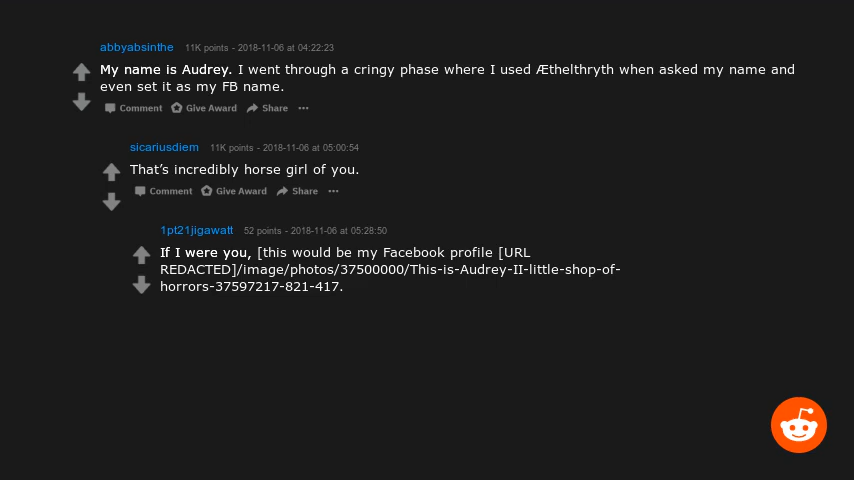 abbyabsinthe 11K points - 2018-11-06 at 04:22:23
My name is Audrey. I went through a cringy phase where I used Æthelthryth when asked my name and
even set it as my FB name.
Comment Give Award Share ···
sicariusdiem 11K points - 2018-11-06 at 05:00:54
That's incredibly horse girl of you.
Comment Give Award Share ···
1pt21jigawatt 52 points - 2018-11-06 at 05:28:50
If I were you, [this would be my Facebook profile [URL
REDACTED]/image/photos/37500000/This-is-Audrey-II-little-shop-of-
horrors-37597217-821-417.